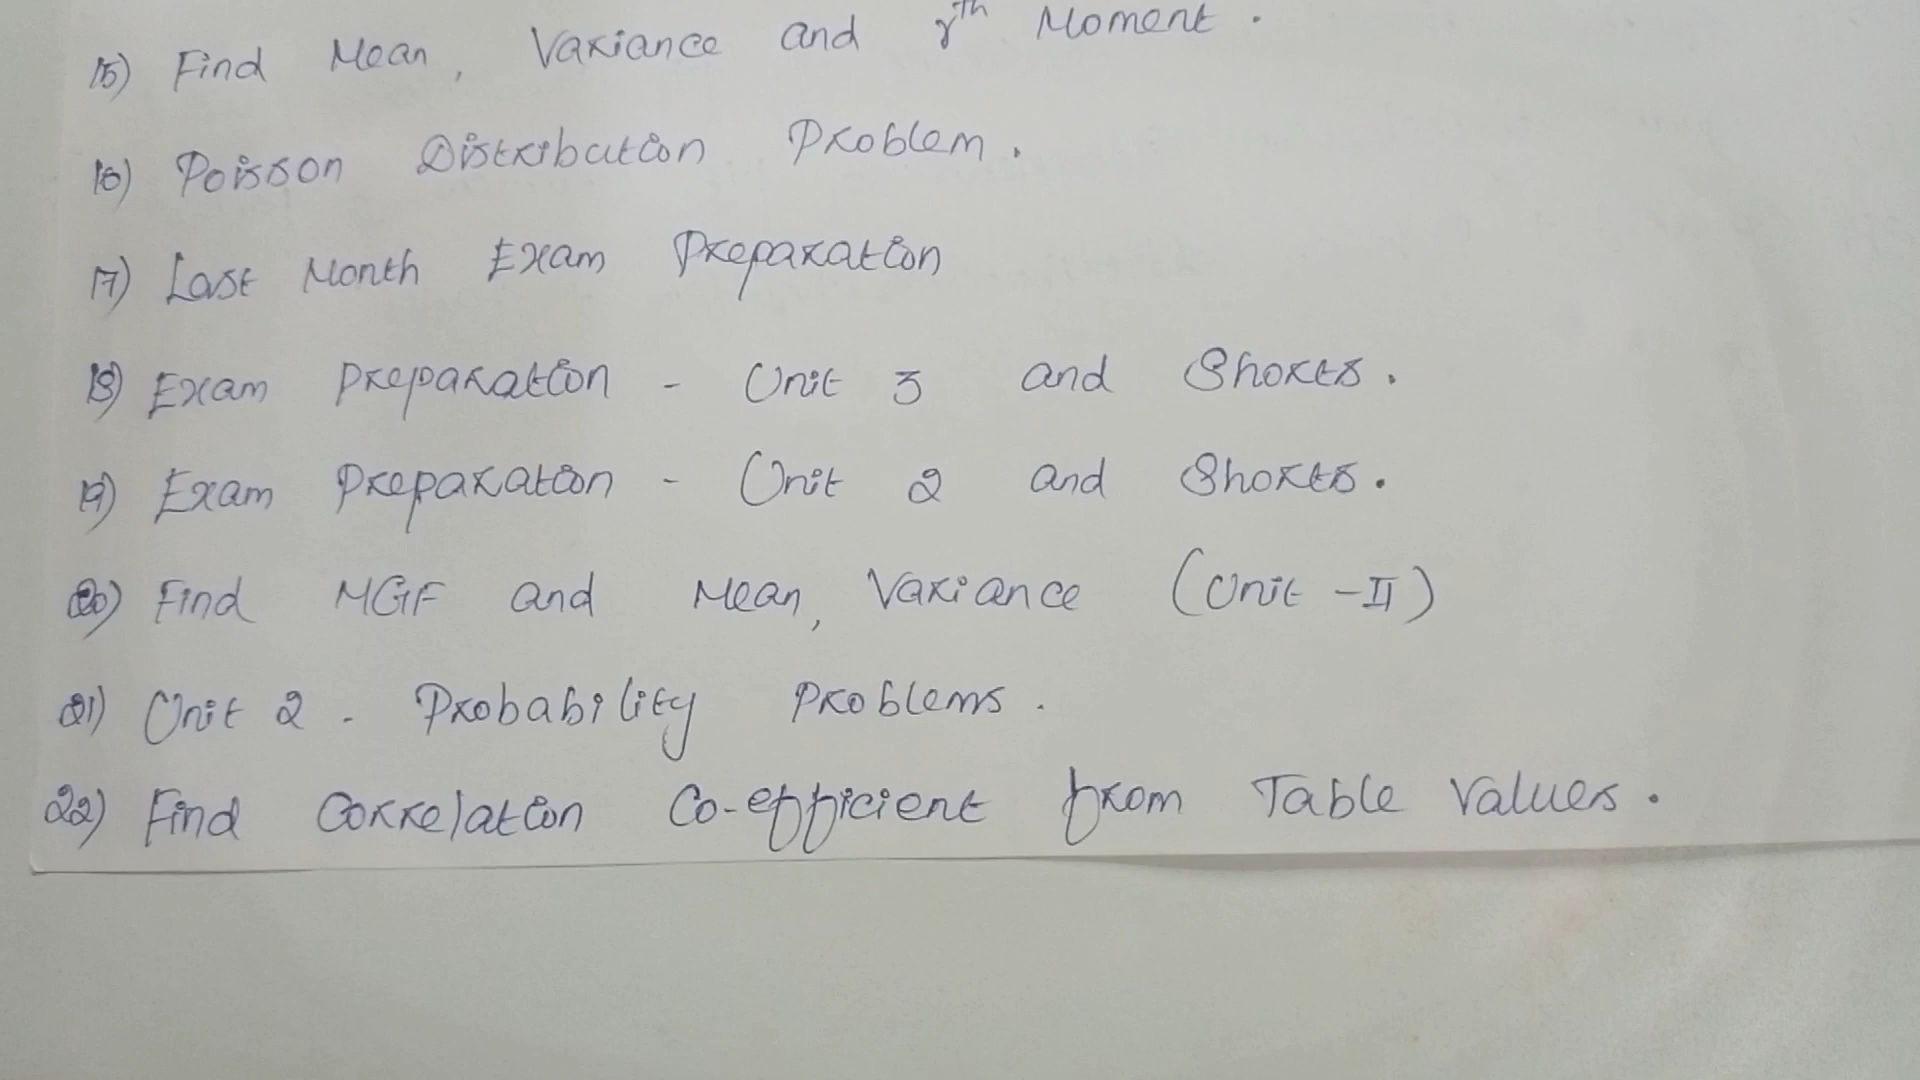 15) Find Mean, Variance and rth Moment.
16) Poisson Distribution Problem.
17) Last Month Exam Preparation
18) Exam Preparation - Unit 3 and Shorts.
19) Exam Preparation - Unit 2 and Shorts.
20) Find MGF and Mean, Variance (Unit -II)
21) Unit 2 - Probability Problems.
22) Find Correlation Co-efficient from Table Values.